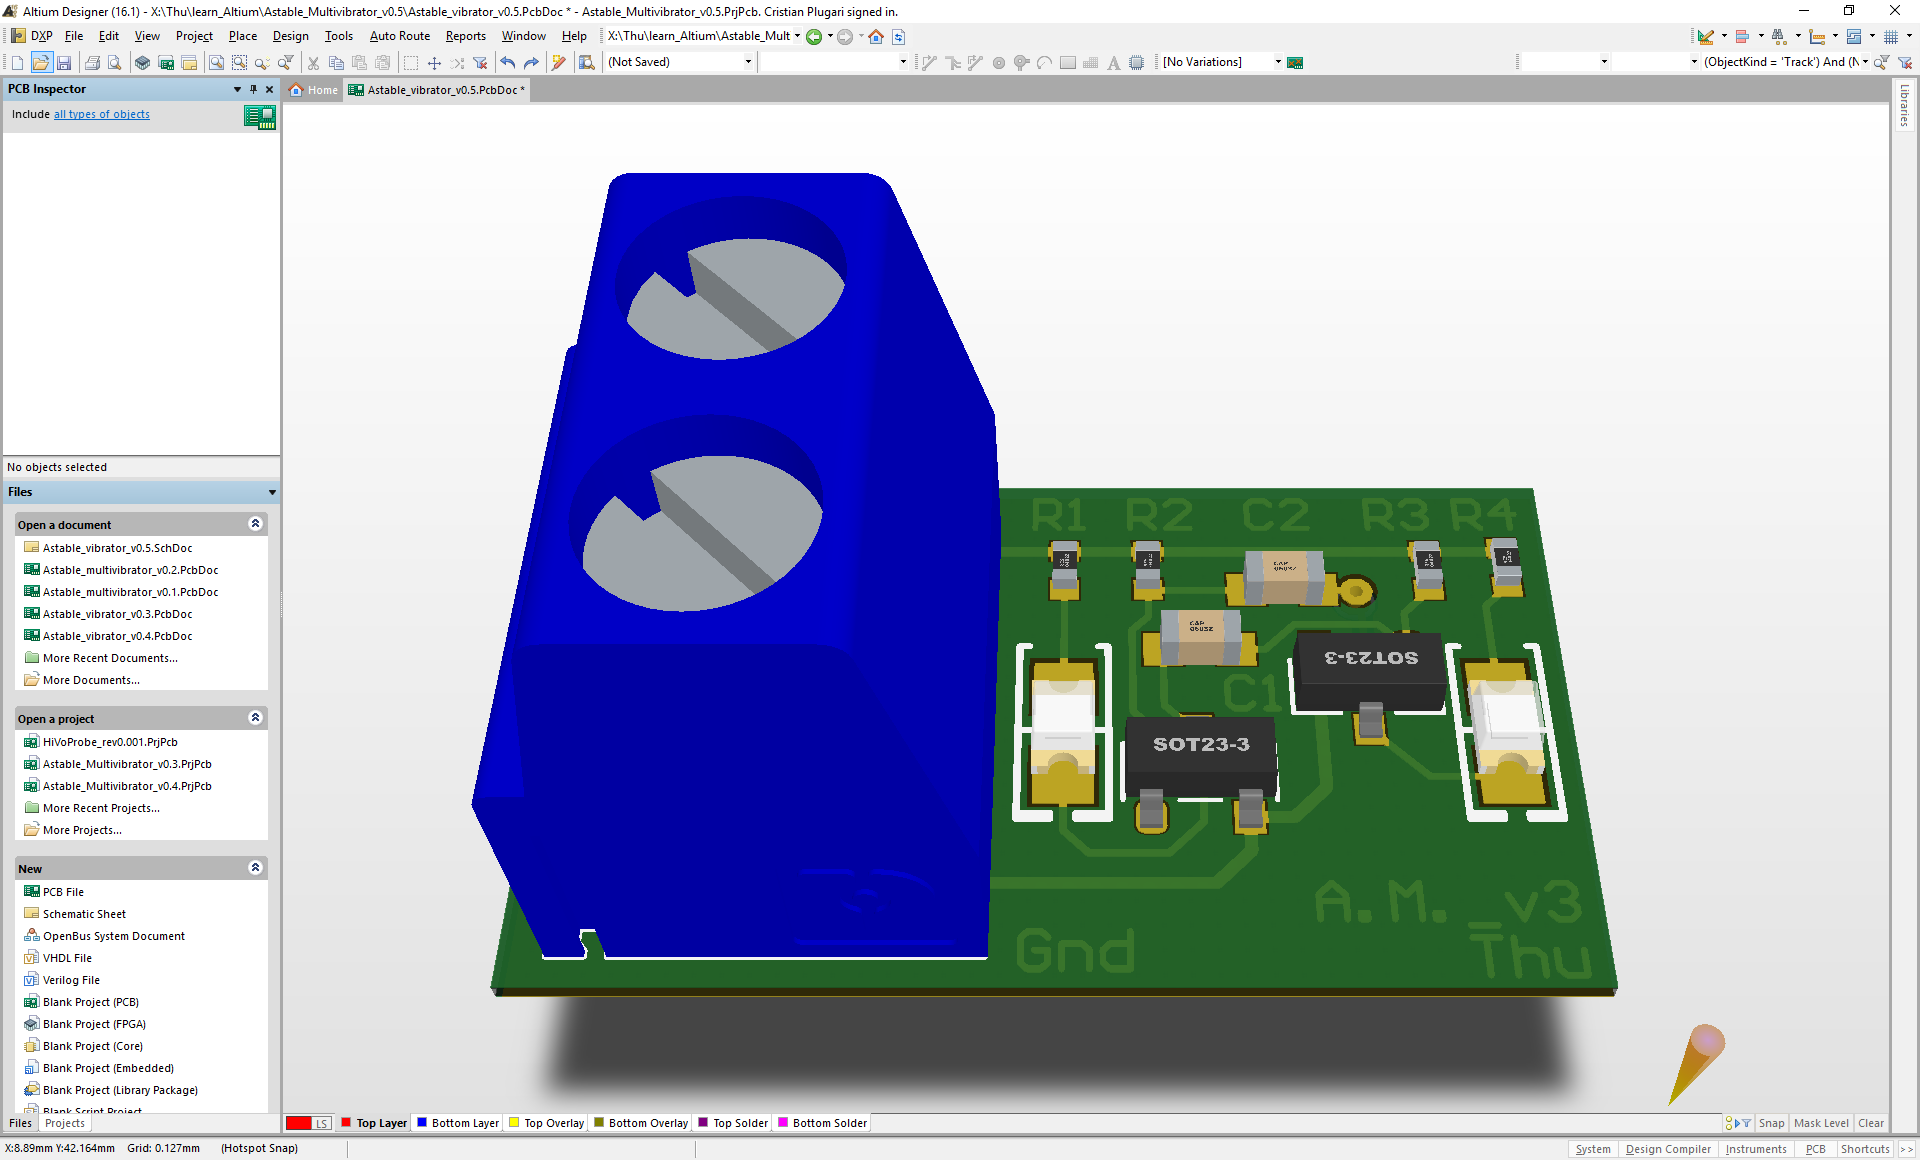 Altium Designer (16.1) - X:\Thu\learn_Altium\Astable_Multivibrator_v0.5\Astable_vibrator_v0.5.PcbDoc * - Astable_Multivibrator_v0.5.PrjPcb. Cristian Plugari signed in.
DXP File Edit View Project Place Design Tools Auto Route Reports Window Help X:\Thu\learn_Altium\Astable_Mult
(Not Saved) [No Variations] (ObjectKind = 'Track') And (N
PCB Inspector
Home Astable_vibrator_v0.5.PcbDoc *
Include all types of objects
Libraries
No objects selected
Files
Open a document
Astable_vibrator_v0.5.SchDoc
Astable_multivibrator_v0.2.PcbDoc
Astable_multivibrator_v0.1.PcbDoc
Astable_vibrator_v0.3.PcbDoc
Astable_vibrator_v0.4.PcbDoc
More Recent Documents...
More Documents...
Open a project
HiVoProbe_rev0.001.PrjPcb
Astable_Multivibrator_v0.3.PrjPcb
Astable_Multivibrator_v0.4.PrjPcb
More Recent Projects...
More Projects...
New
PCB File
Schematic Sheet
OpenBus System Document
VHDL File
Verilog File
Blank Project (PCB)
Blank Project (FPGA)
Blank Project (Core)
Blank Project (Embedded)
Blank Project (Library Package)
Blank Script Project
Files Projects
R1 R2 C2 R3 R4
CAP
CAP
SOT23-3
C1
SOT23-3
A.M. _v3
Gnd
Thu
LS Top Layer Bottom Layer Top Overlay Bottom Overlay Top Solder Bottom Solder
Snap Mask Level Clear
X:8.89mm Y:42.164mm Grid: 0.127mm (Hotspot Snap)
System Design Compiler Instruments PCB Shortcuts >>